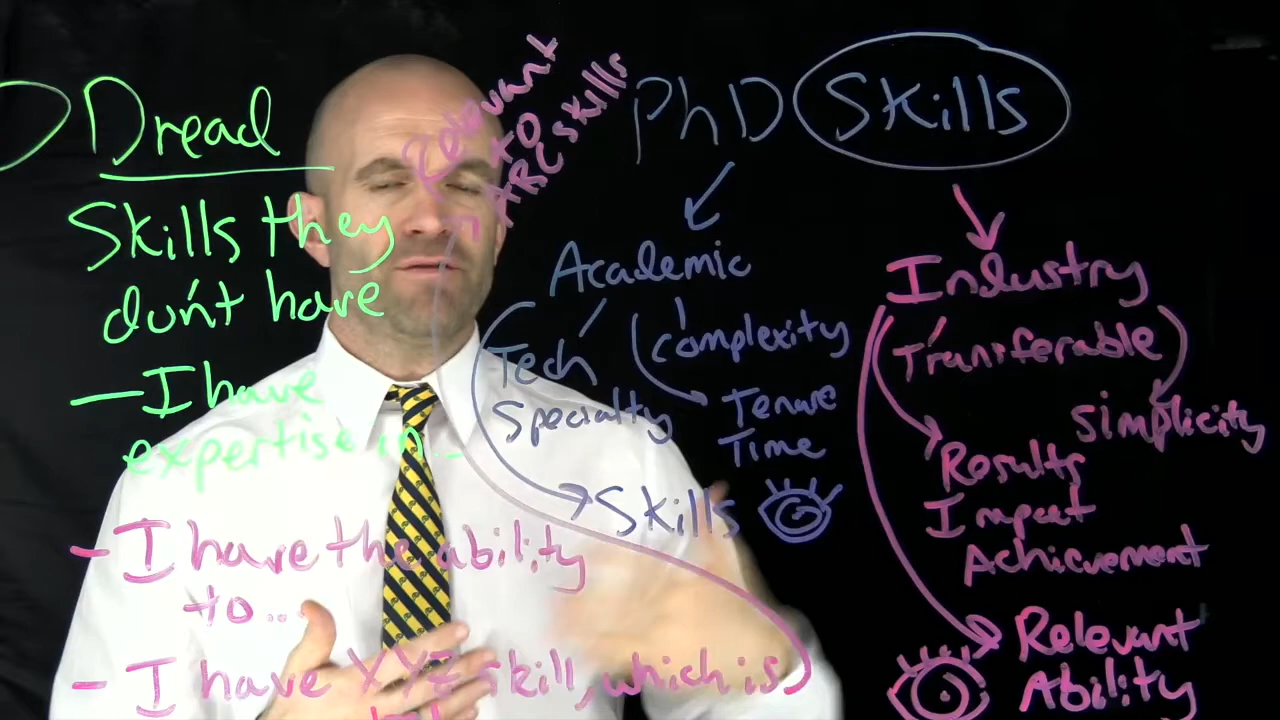 Dread
Skills they
don't have
— I have
expertise in...
- I have the ability
to...
- I have XYZ skill, which is
Relevant
to
ABC skills
PhD Skills
Academic
Tech
Specialty
Complexity
Tenure
Time
Skills
Industry
Transferable
Simplicity
Results
Impact
Achievement
Relevant
Ability